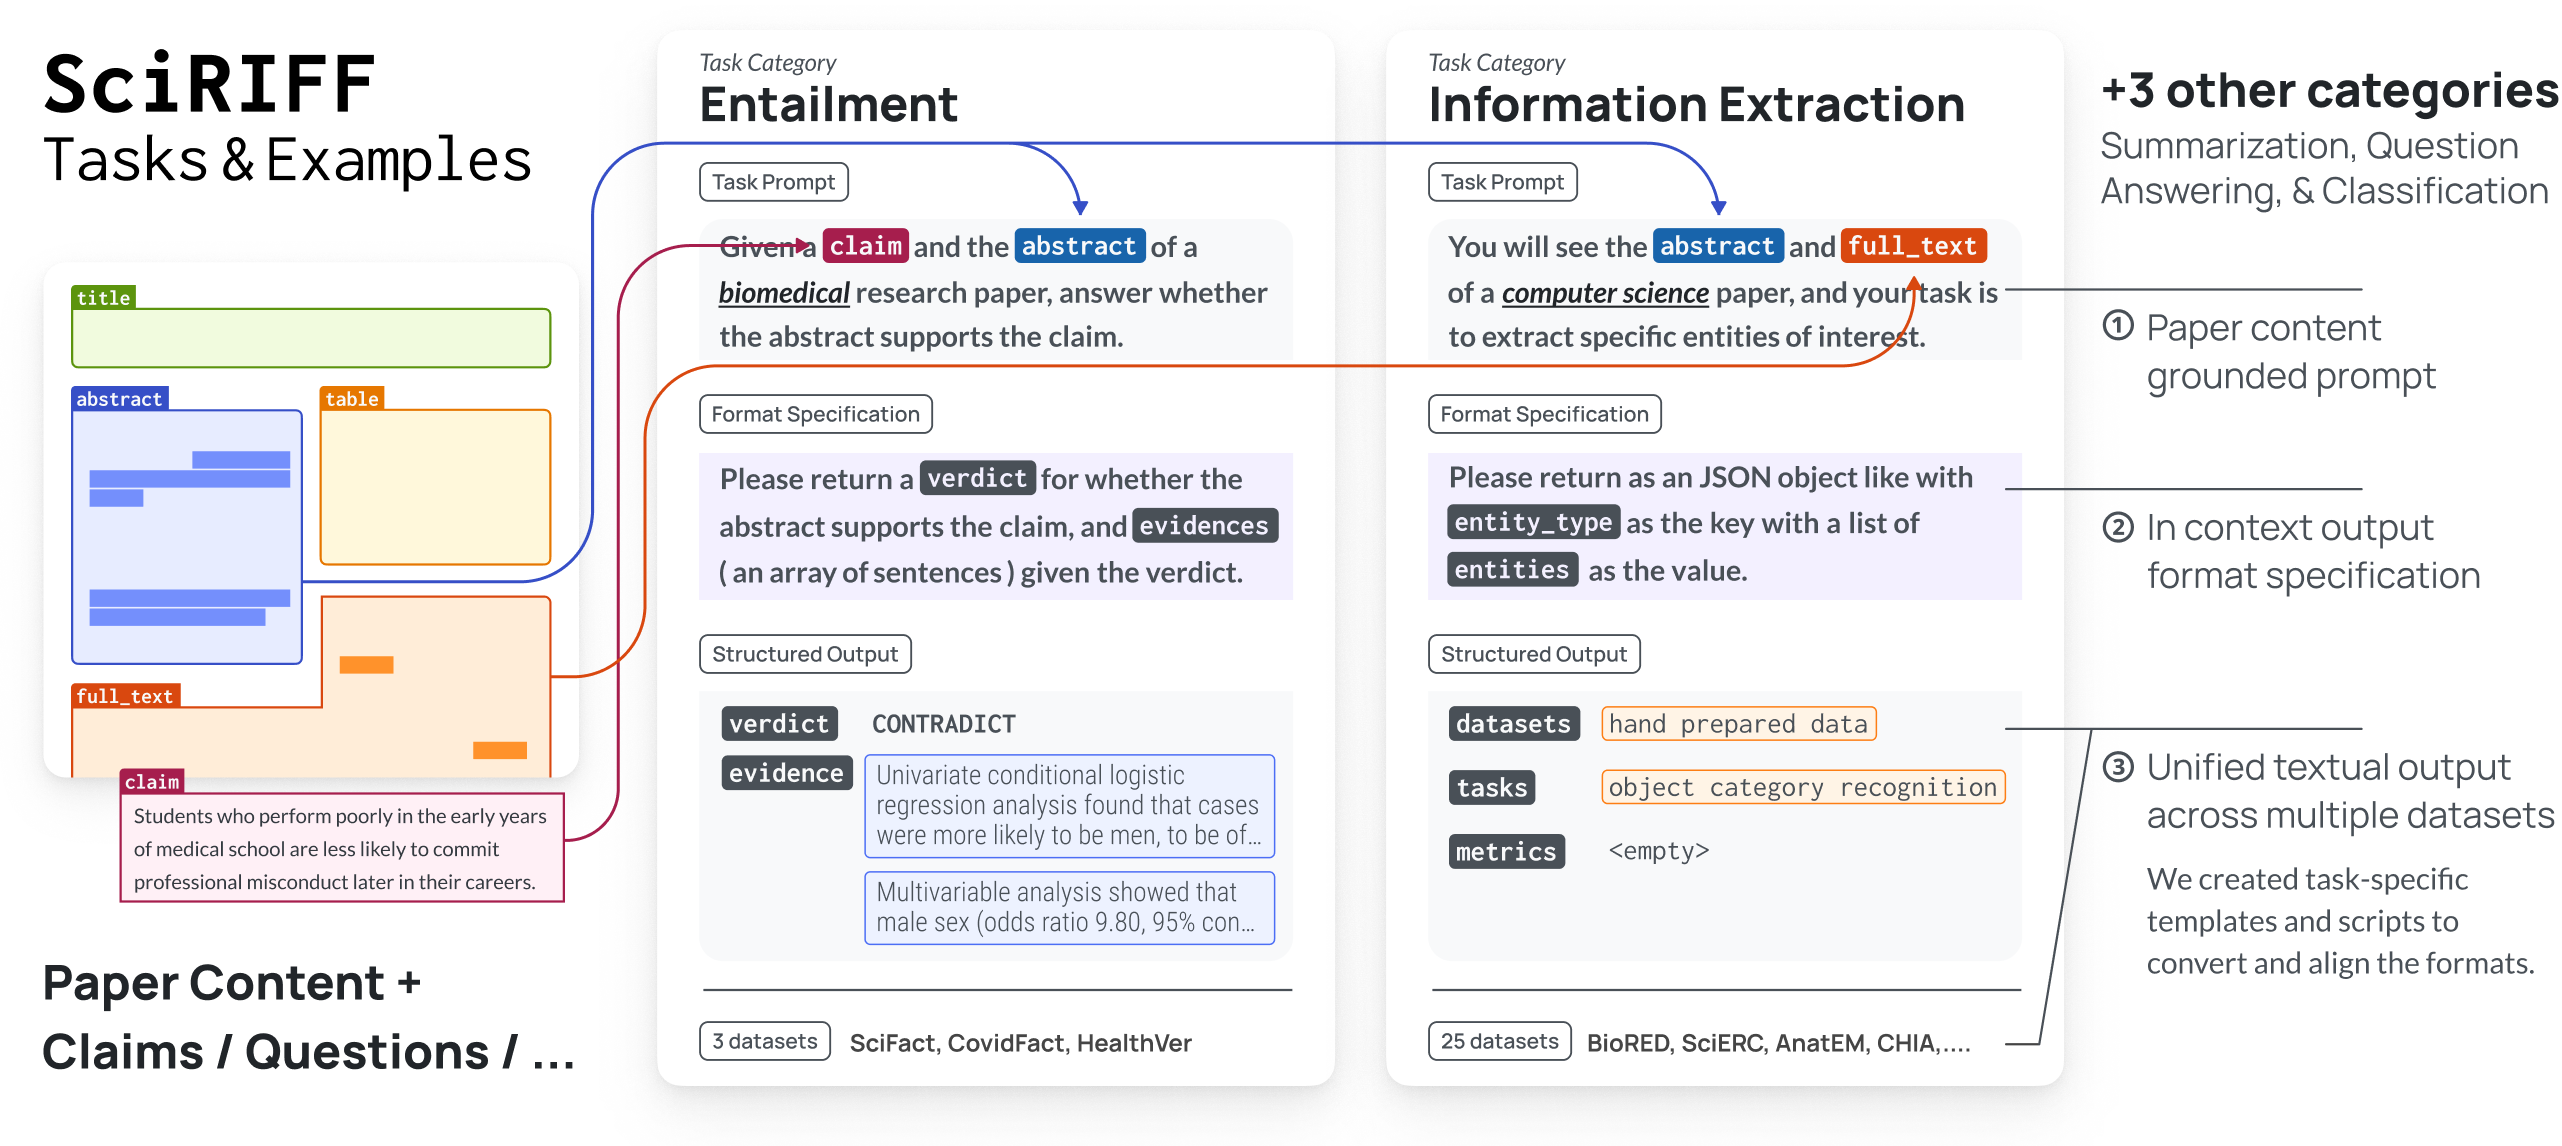 SciRIFF
Tasks & Examples
title
abstract
table
full_text
claim
Students who perform poorly in the early years
of medical school are less likely to commit
professional misconduct later in their careers.
Paper Content +
Claims / Questions / ...
Task Category
Entailment
Task Prompt
Given a claim and the abstract of a
biomedical research paper, answer whether
the abstract supports the claim.
Format Specification
Please return a verdict for whether the
abstract supports the claim, and evidences
( an array of sentences ) given the verdict.
Structured Output
verdict CONTRADICT
evidence
Univariate conditional logistic
regression analysis found that cases
were more likely to be men, to be of...
Multivariable analysis showed that
male sex (odds ratio 9.80, 95% con...
3 datasets SciFact, CovidFact, HealthVer
Task Category
Information Extraction
Task Prompt
You will see the abstract and full_text
of a computer science paper, and your task is
to extract specific entities of interest.
Format Specification
Please return as an JSON object like with
entity_type as the key with a list of
entities as the value.
Structured Output
datasets hand prepared data
tasks object category recognition
metrics <empty>
25 datasets BioRED, SciERC, AnatEM, CHIA,....
+3 other categories
Summarization, Question
Answering, & Classification
① Paper content
grounded prompt
② In context output
format specification
③ Unified textual output
across multiple datasets
We created task-specific
templates and scripts to
convert and align the formats.